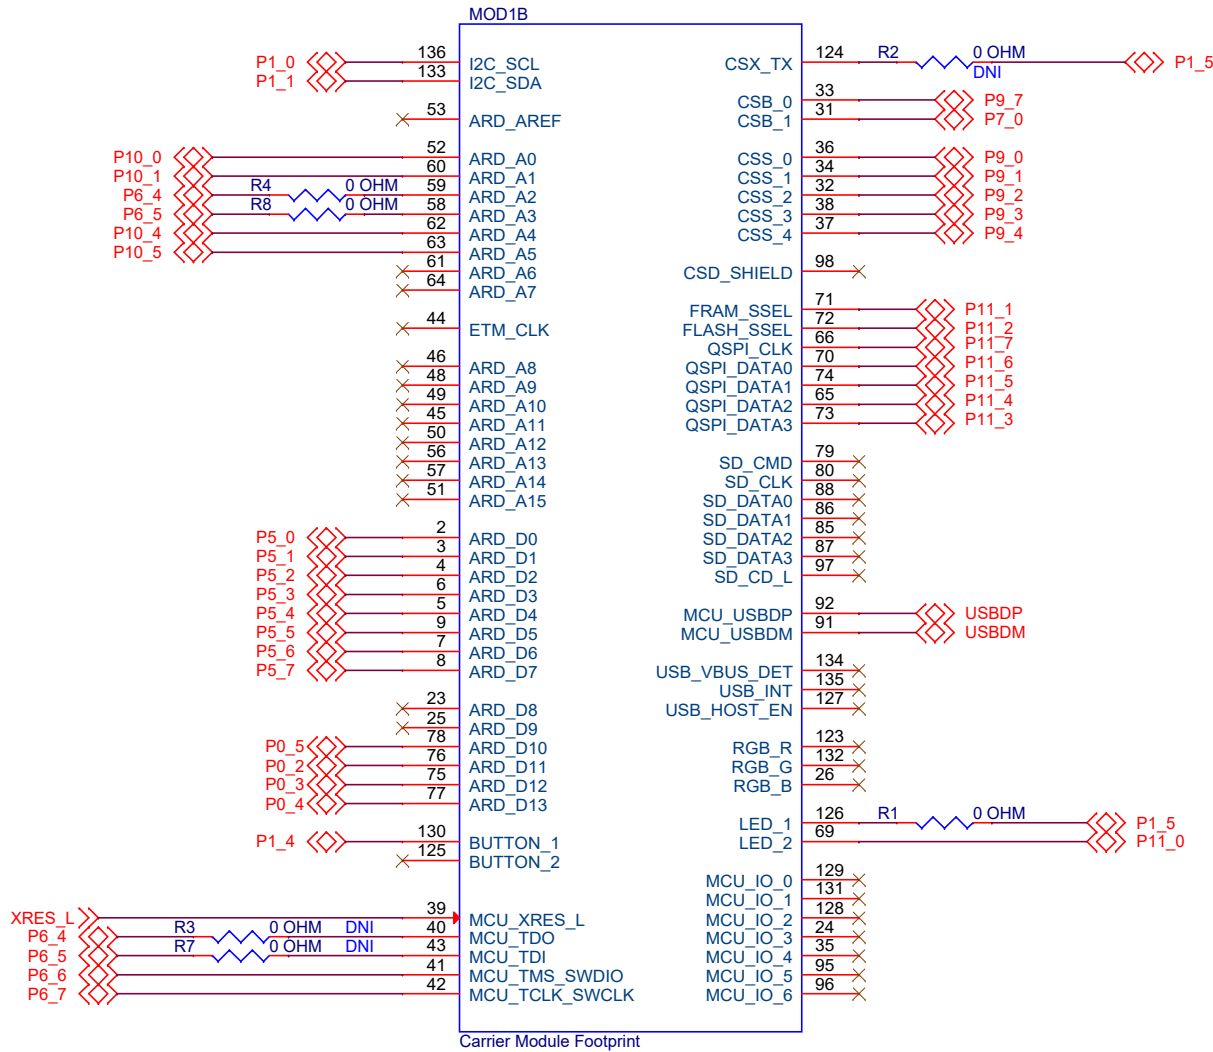 MOD1B
P1_0 136 I2C_SCL
P1_1 133 I2C_SDA
53 ARD_AREF
P10_0 52 ARD_A0
P10_1 60 ARD_A1
P6_4 R4 0 OHM 59 ARD_A2
P6_5 R8 0 OHM 58 ARD_A3
P10_4 62 ARD_A4
P10_5 63 ARD_A5
61 ARD_A6
64 ARD_A7
44 ETM_CLK
46 ARD_A8
48 ARD_A9
49 ARD_A10
45 ARD_A11
50 ARD_A12
56 ARD_A13
57 ARD_A14
51 ARD_A15
P5_0 2 ARD_D0
P5_1 3 ARD_D1
P5_2 4 ARD_D2
P5_3 6 ARD_D3
P5_4 5 ARD_D4
P5_5 9 ARD_D5
P5_6 7 ARD_D6
P5_7 8 ARD_D7
23 ARD_D8
25 ARD_D9
P0_5 78 ARD_D10
P0_2 76 ARD_D11
P0_3 75 ARD_D12
P0_4 77 ARD_D13
P1_4 130 BUTTON_1
125 BUTTON_2
XRES_L 39 MCU_XRES_L
P6_4 R3 0 OHM DNI 40 MCU_TDO
P6_5 R7 0 OHM DNI 43 MCU_TDI
P6_6 41 MCU_TMS_SWDIO
P6_7 42 MCU_TCLK_SWCLK
CSX_TX 124 R2 0 OHM DNI P1_5
CSB_0 33 P9_7
CSB_1 31 P7_0
CSS_0 36 P9_0
CSS_1 34 P9_1
CSS_2 32 P9_2
CSS_3 38 P9_3
CSS_4 37 P9_4
CSD_SHIELD 98
FRAM_SSEL 71 P11_1
FLASH_SSEL 72 P11_2
QSPI_CLK 66 P11_7
QSPI_DATA0 70 P11_6
QSPI_DATA1 74 P11_5
QSPI_DATA2 65 P11_4
QSPI_DATA3 73 P11_3
SD_CMD 79
SD_CLK 80
SD_DATA0 88
SD_DATA1 86
SD_DATA2 85
SD_DATA3 87
SD_CD_L 97
MCU_USBDP 92 USBDP
MCU_USBDM 91 USBDM
USB_VBUS_DET 134
USB_INT 135
USB_HOST_EN 127
RGB_R 123
RGB_G 132
RGB_B 26
LED_1 126 R1 0 OHM P1_5
LED_2 69 P11_0
MCU_IO_0 129
MCU_IO_1 131
MCU_IO_2 128
MCU_IO_3 24
MCU_IO_4 35
MCU_IO_5 95
MCU_IO_6 96
Carrier Module Footprint